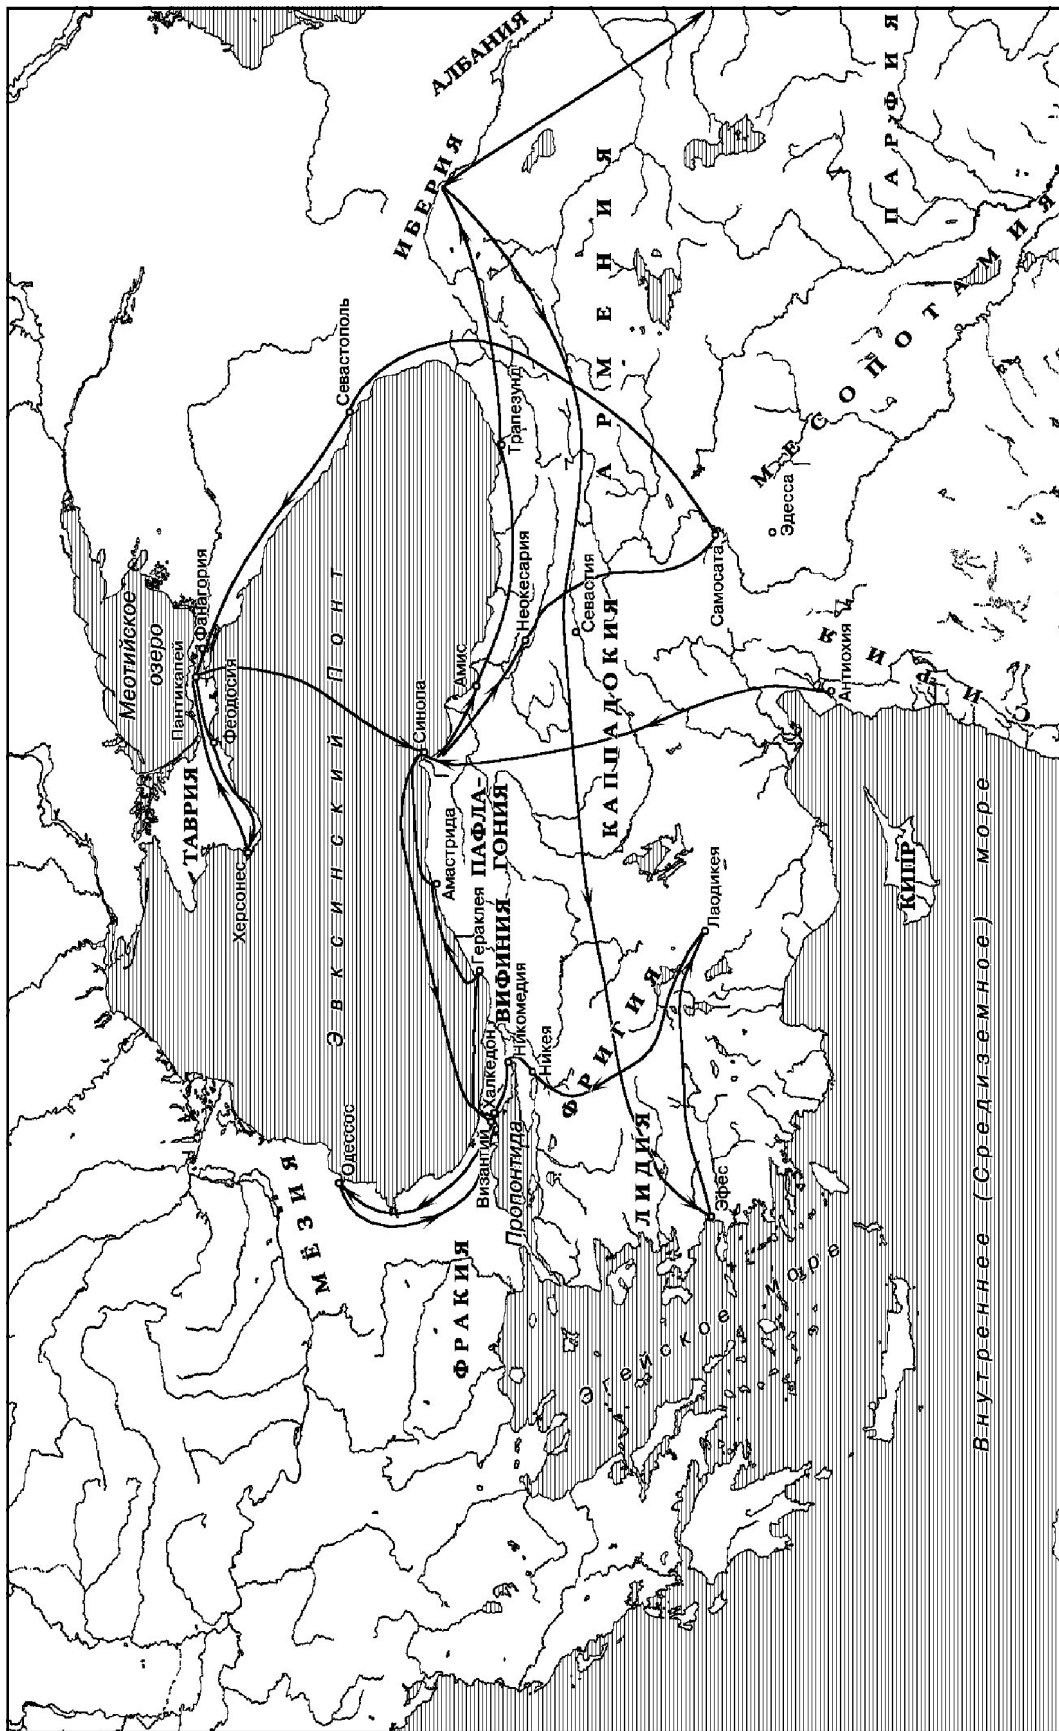 Меотийское
озеро
ТАВРИЯ
Пантикапей
Фанагория
Феодосия
Херсонес
Севастополь
АЛБАНИЯ
ИБЕРИЯ
Эвксинский Понт
МЁЗИЯ
Одессос
ФРАКИЯ
Византий
Халкедон
Пропонтида
Никомедия
Никея
ВИФИНИЯ
Гераклея
ПАФЛА-
ГОНИЯ
Амастрида
Синопа
Амис
Неокесария
Трапезунд
АРМЕНИЯ
ПАРФИЯ
Севастия
КАППАДОКИЯ
ФРИГИЯ
ЛИДИЯ
Эфес
Лаодикея
Самосата
Эдесса
МЕСОПОТАМИЯ
Антиохия
СИРИЯ
КИПР
Эгейское море
Внутреннее (Средиземное) море